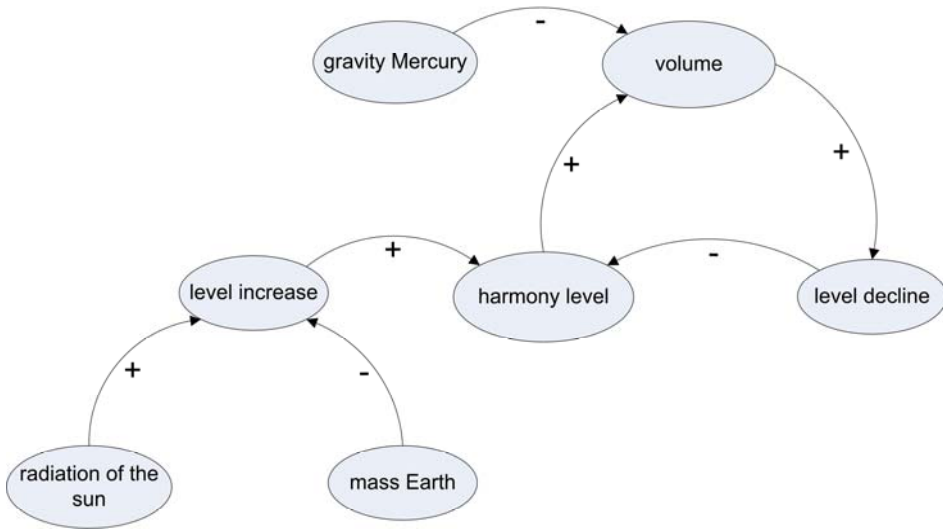 -
gravity Mercury
volume
+
+
+
-
level increase
harmony level
level decline
+
-
radiation of the
sun
mass Earth